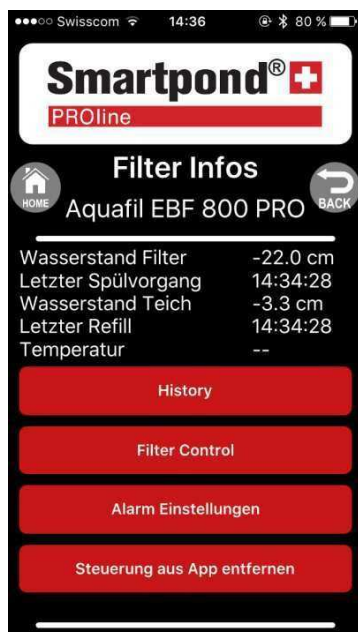 Swisscom 14:36 80 %
Smartpond®
PROline
Filter Infos
HOME
Aquafil EBF 800 PRO
BACK
Wasserstand Filter -22.0 cm
Letzter Spülvorgang 14:34:28
Wasserstand Teich -3.3 cm
Letzter Refill 14:34:28
Temperatur --
History
Filter Control
Alarm Einstellungen
Steuerung aus App entfernen